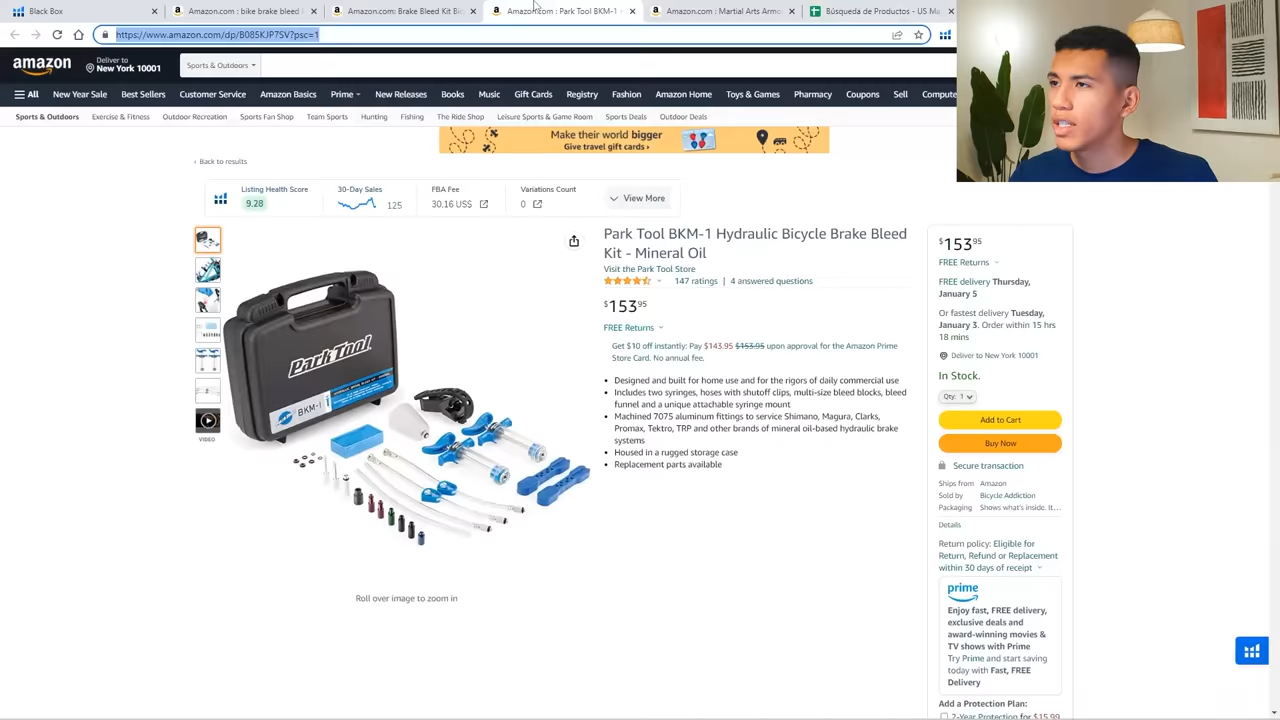 Black Box
Amazon.com : bike brake bleed k
Amazon.com: Brake Bleed Kit Bic
Amazon.com : Park Tool BKM-1 H
Amazon.com : Martial Arts Armor
Búsqueda de Productos - US Ma
https://www.amazon.com/dp/B085KJP7SV?psc=1
amazon
Deliver to
New York 10001
Sports & Outdoors
All
New Year Sale
Best Sellers
Customer Service
Amazon Basics
Prime
New Releases
Books
Music
Gift Cards
Registry
Fashion
Amazon Home
Toys & Games
Pharmacy
Coupons
Sell
Compute
Sports & Outdoors
Exercise & Fitness
Outdoor Recreation
Sports Fan Shop
Team Sports
Hunting
Fishing
The Ride Shop
Leisure Sports & Game Room
Sports Deals
Outdoor Deals
Make their world bigger
Give travel gift cards ›
‹ Back to results
Listing Health Score
9.28
30-Day Sales
125
FBA Fee
30.16 US$
Variations Count
0
View More
Park Tool BKM-1 Hydraulic Bicycle Brake Bleed
Kit - Mineral Oil
Visit the Park Tool Store
147 ratings | 4 answered questions
$153.95
FREE Returns
Get $10 off instantly: Pay $143.95 $153.95 upon approval for the Amazon Prime
Store Card. No annual fee.
• Designed and built for home use and for the rigors of daily commercial use
• Includes two syringes, hoses with shutoff clips, multi-size bleed blocks, bleed
funnel and a unique attachable syringe mount
• Machined 7075 aluminum fittings to service Shimano, Magura, Clarks,
Promax, Tektro, TRP and other brands of mineral oil-based hydraulic brake
systems
• Housed in a rugged storage case
• Replacement parts available
VIDEO
Park Tool
BKM-1
Roll over image to zoom in
$153.95
FREE Returns
FREE delivery Thursday,
January 5
Or fastest delivery Tuesday,
January 3. Order within 15 hrs
18 mins
Deliver to New York 10001
In Stock.
Qty: 1
Add to Cart
Buy Now
Secure transaction
Ships from Amazon
Sold by Bicycle Addiction
Packaging Shows what's inside. It…
Details
Return policy: Eligible for
Return, Refund or Replacement
within 30 days of receipt
prime
Enjoy fast, FREE delivery,
exclusive deals and
award-winning movies &
TV shows with Prime
Try Prime and start saving
today with Fast, FREE
Delivery
Add a Protection Plan:
2-Year Protection for $15.99